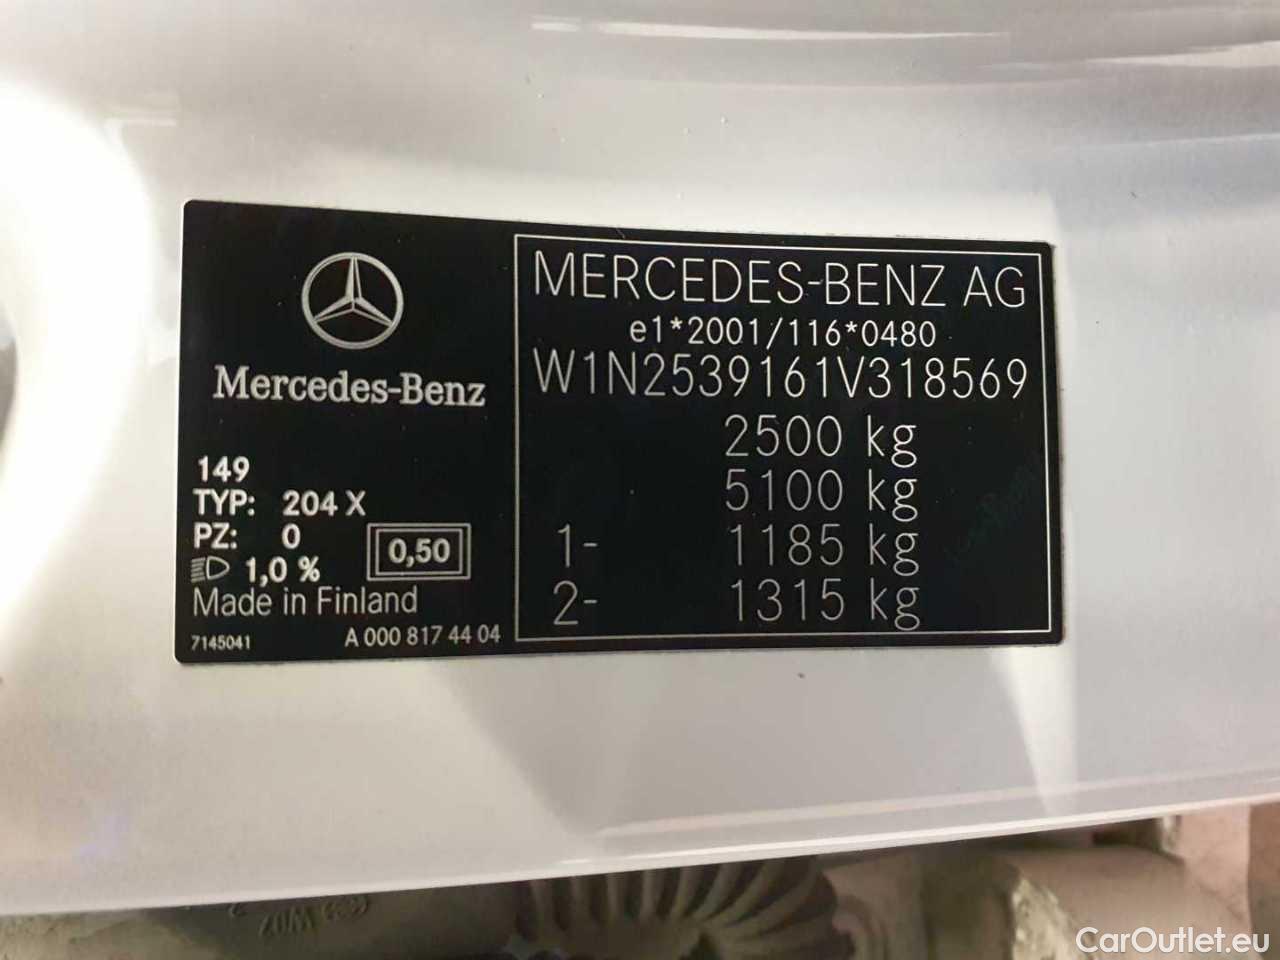 Mercedes-Benz
149
TYP: 204 X
PZ: 0
1,0 %
0,50
Made in Finland
7145041 A 000 817 44 04
MERCEDES-BENZ AG
e1*2001/116*0480
W1N2539161V318569
2500 kg
5100 kg
1- 1185 kg
2- 1315 kg
CarOutlet.eu